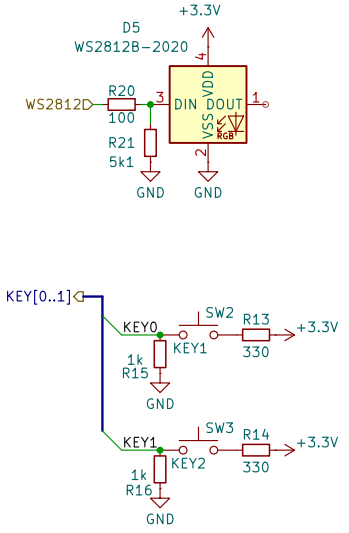 +3.3V
D5
WS2812B-2020
4
VDD
WS2812
R20
100
3
DIN
DOUT
1
VSS
RGB
R21
5k1
2
GND
GND
KEY[0..1]
KEY0
SW2
KEY1
R13
330
+3.3V
1k
R15
GND
KEY1
SW3
KEY2
R14
330
+3.3V
1k
R16
GND